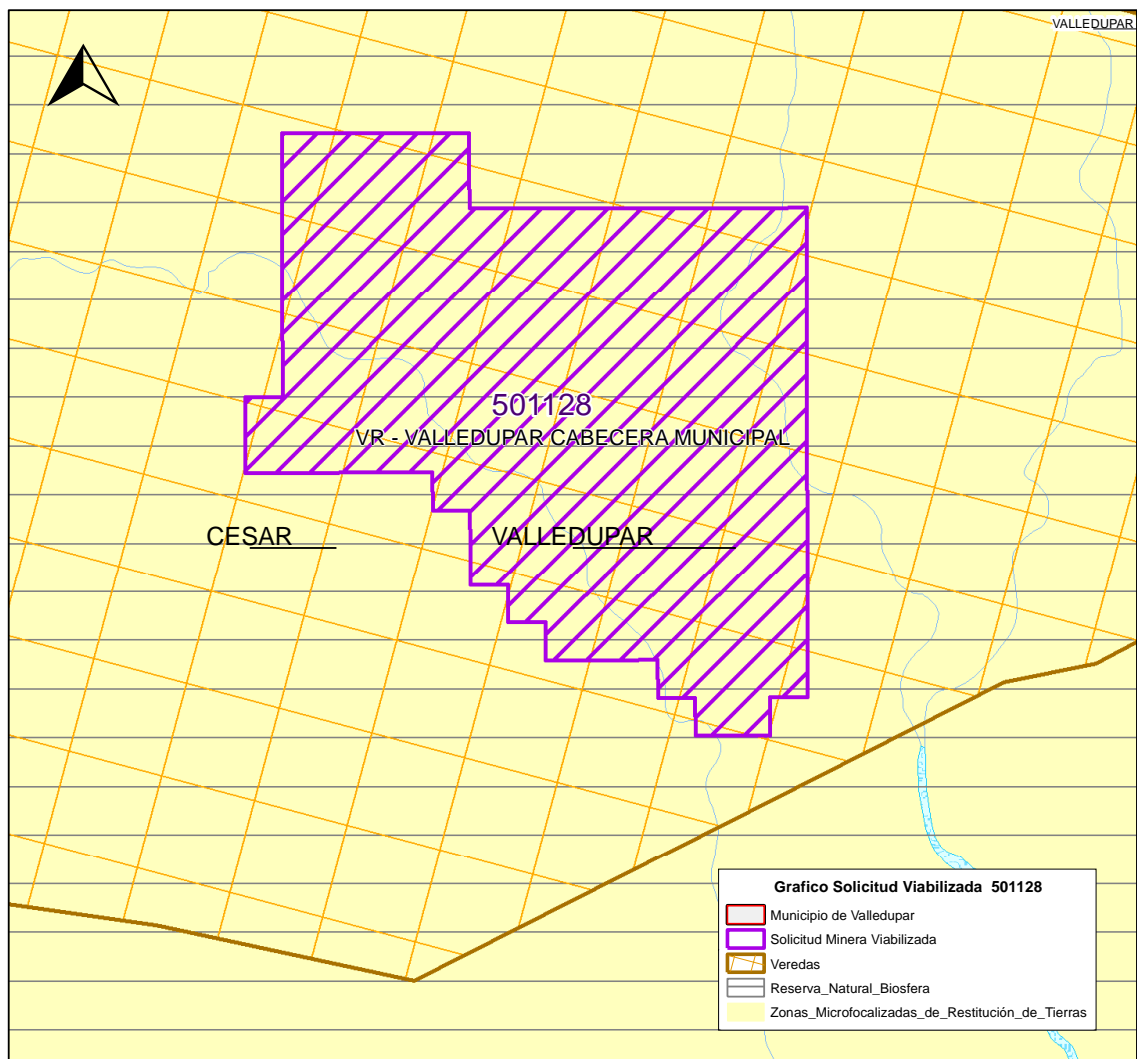 VALLEDUPAR
501128
VR - VALLEDUPAR CABECERA MUNICIPAL
CESAR
VALLEDUPAR
Grafico Solicitud Viabilizada 501128
Municipio de Valledupar
Solicitud Minera Viabilizada
Veredas
Reserva_Natural_Biosfera
Zonas_Microfocalizadas_de_Restitución_de_Tierras